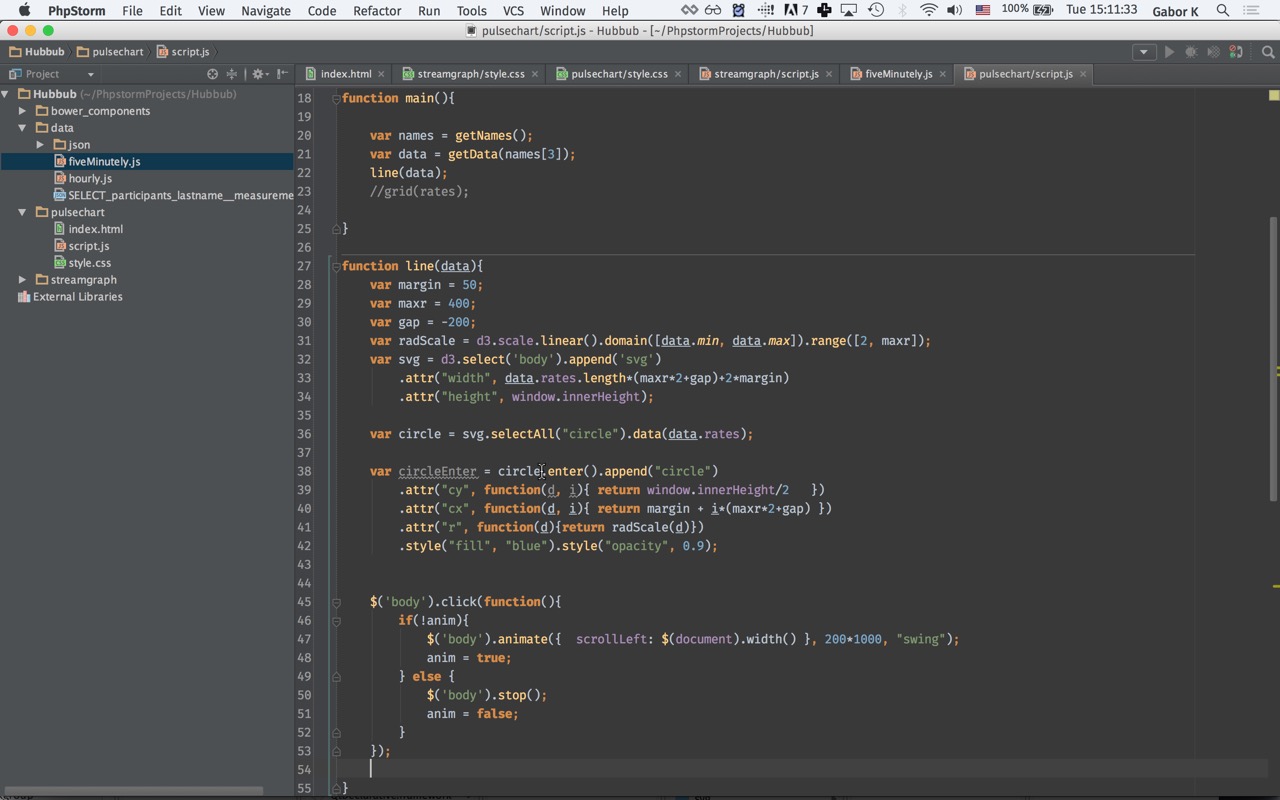 PhpStorm File Edit View Navigate Code Refactor Run Tools VCS Window Help 7 100% Tue 15:11:33 Gabor K
pulsechart/script.js - Hubbub - [~/PhpstormProjects/Hubbub]
Hubbub pulsechart script.js
Project index.html streamgraph/style.css pulsechart/style.css streamgraph/script.js fiveMinutely.js pulsechart/script.js
Hubbub (~/PhpstormProjects/Hubbub)
bower_components
data
json
fiveMinutely.js
hourly.js
SELECT_participants_lastname__measureme
pulsechart
index.html
script.js
style.css
streamgraph
External Libraries
18 function main(){
19
20 var names = getNames();
21 var data = getData(names[3]);
22 line(data);
23 //grid(rates);
24
25 }
26
27 function line(data){
28 var margin = 50;
29 var maxr = 400;
30 var gap = -200;
31 var radScale = d3.scale.linear().domain([data.min, data.max]).range([2, maxr]);
32 var svg = d3.select('body').append('svg')
33 .attr("width", data.rates.length*(maxr*2+gap)+2*margin)
34 .attr("height", window.innerHeight);
35
36 var circle = svg.selectAll("circle").data(data.rates);
37
38 var circleEnter = circle.enter().append("circle")
39 .attr("cy", function(d, i){ return window.innerHeight/2 })
40 .attr("cx", function(d, i){ return margin + i*(maxr*2+gap) })
41 .attr("r", function(d){return radScale(d)})
42 .style("fill", "blue").style("opacity", 0.9);
43
44
45 $('body').click(function(){
46 if(!anim){
47 $('body').animate({ scrollLeft: $(document).width() }, 200*1000, "swing");
48 anim = true;
49 } else {
50 $('body').stop();
51 anim = false;
52 }
53 });
54
55 }